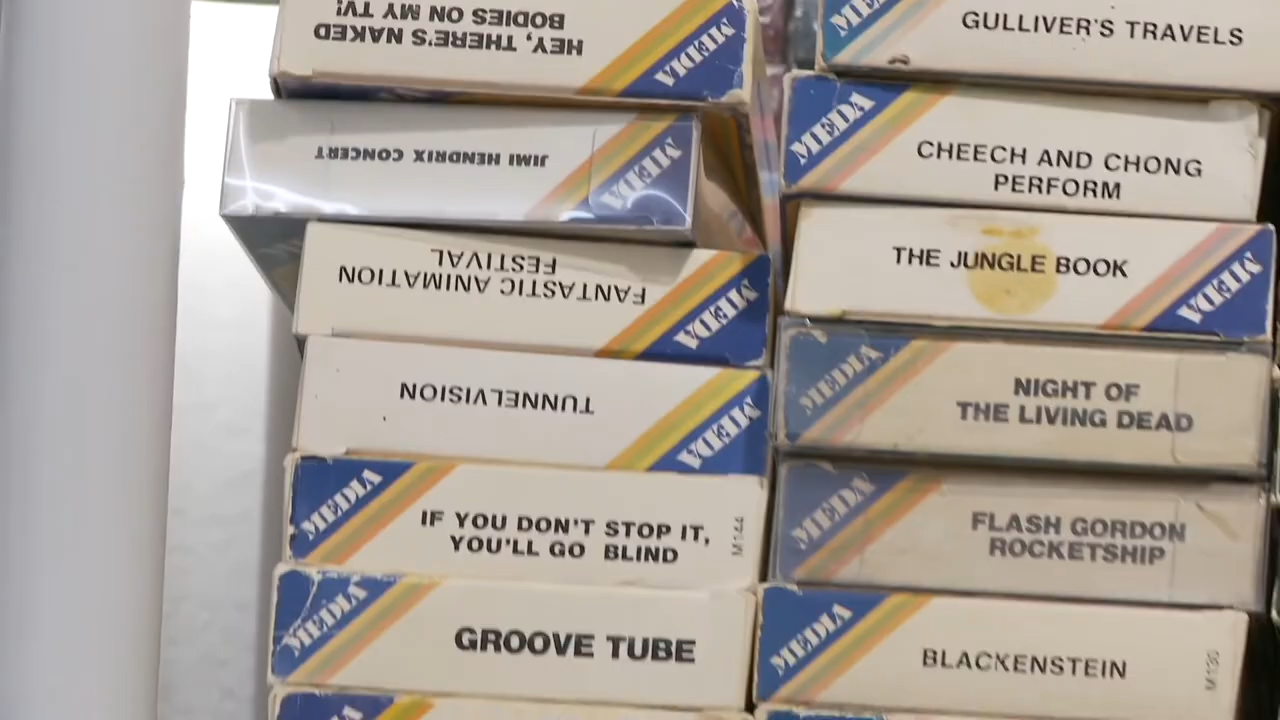 HEY, THERE'S NAKED
BODIES ON MY TV!
MEDIA
JIMI HENDRIX CONCERT
MEDIA
FANTASTIC ANIMATION
FESTIVAL
MEDIA
TUNNELVISION
MEDIA
MEDIA
IF YOU DON'T STOP IT,
YOU'LL GO BLIND
M144
MEDIA
GROOVE TUBE
MEDIA
GULLIVER'S TRAVELS
MEDIA
CHEECH AND CHONG
PERFORM
THE JUNGLE BOOK
MEDIA
MEDIA
NIGHT OF
THE LIVING DEAD
MEDIA
FLASH GORDON
ROCKETSHIP
MEDIA
BLACKENSTEIN